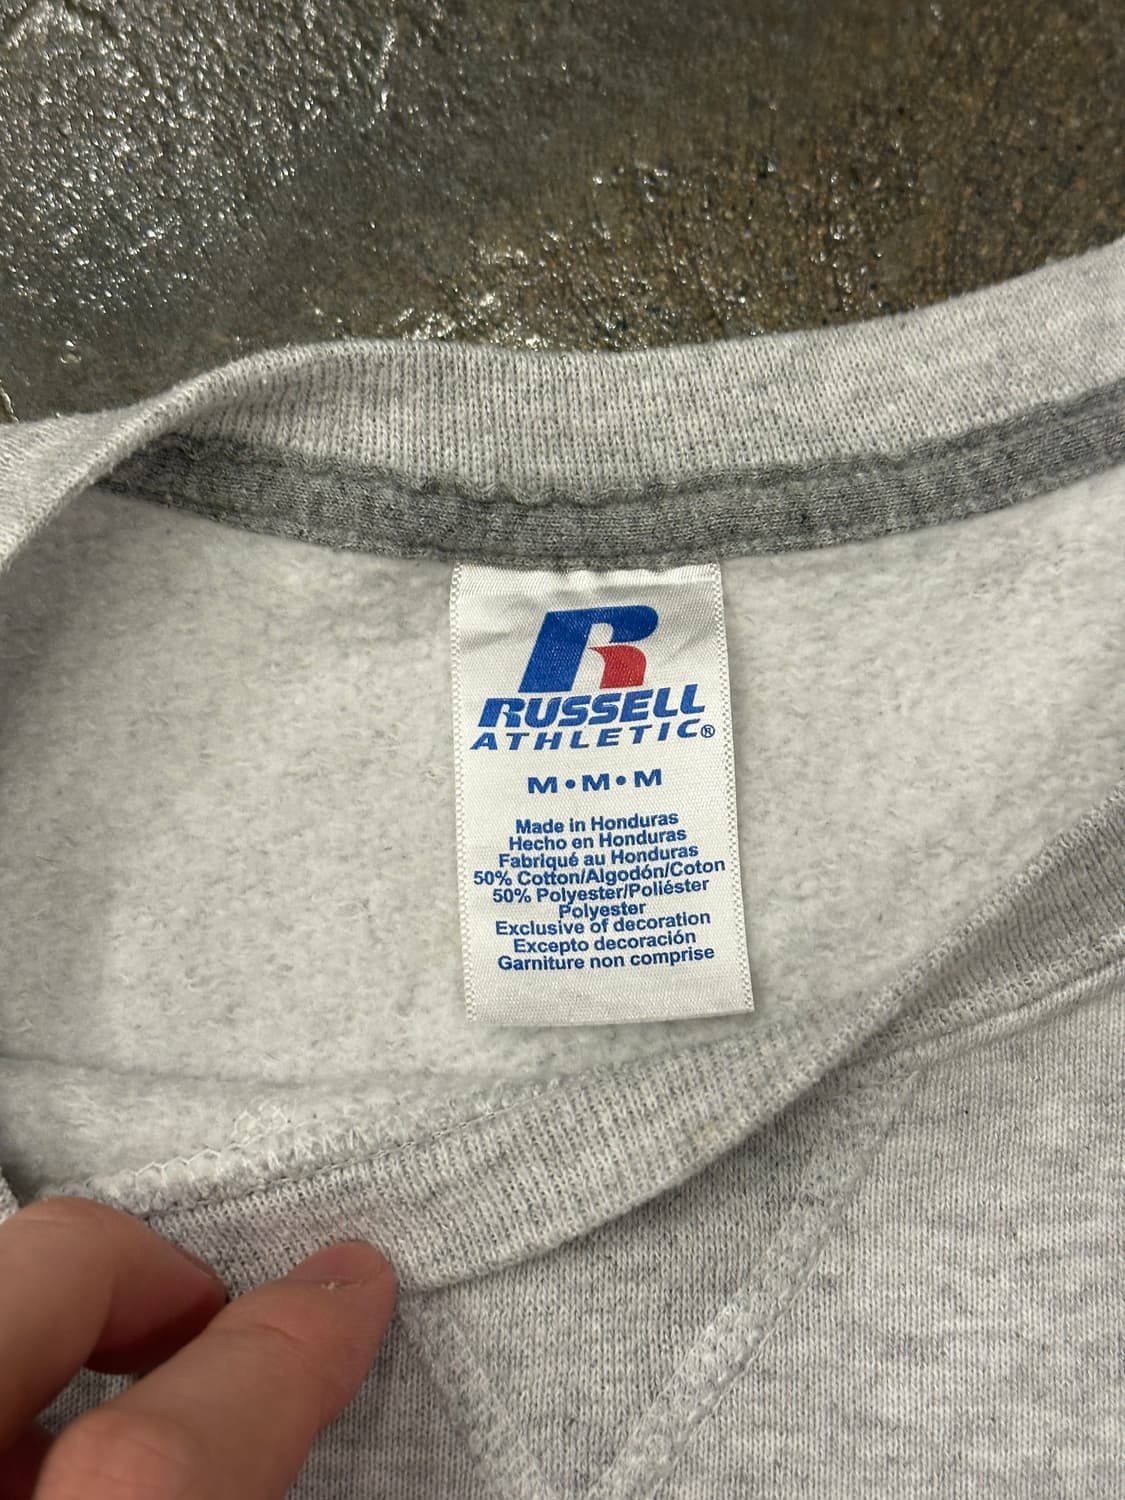 R
RUSSELL
ATHLETIC®
M•M•M
Made in Honduras
Hecho en Honduras
Fabriqué au Honduras
50% Cotton/Algodón/Coton
50% Polyester/Poliéster
Polyester
Exclusive of decoration
Excepto decoración
Garniture non comprise